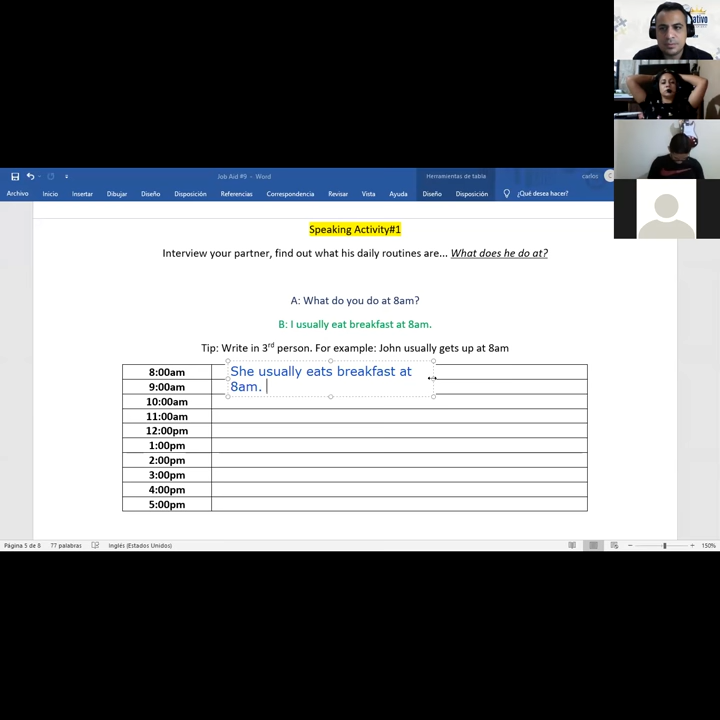 ativo
Job Aid #9 - Word
Herramientas de tabla
carlos
C
Archivo Inicio Insertar Dibujar Diseño Disposición Referencias Correspondencia Revisar Vista Ayuda Diseño Disposición ¿Qué desea hacer?
Speaking Activity#1
Interview your partner, find out what his daily routines are... What does he do at?
A: What do you do at 8am?
B: I usually eat breakfast at 8am.
Tip: Write in 3rd person. For example: John usually gets up at 8am
8:00am
She usually eats breakfast at
8am.
9:00am
10:00am
11:00am
12:00pm
1:00pm
2:00pm
3:00pm
4:00pm
5:00pm
Página 5 de 8 77 palabras Inglés (Estados Unidos) 150%